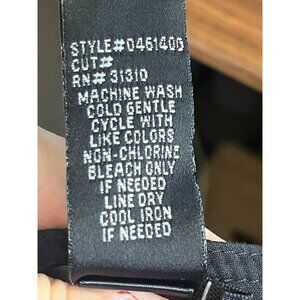 STYLE#0461400
CUT#
RN# 31310
MACHINE WASH
COLD GENTLE
CYCLE WITH
LIKE COLORS
NON-CHLORINE
BLEACH ONLY
IF NEEDED
LINE DRY
COOL IRON
IF NEEDED